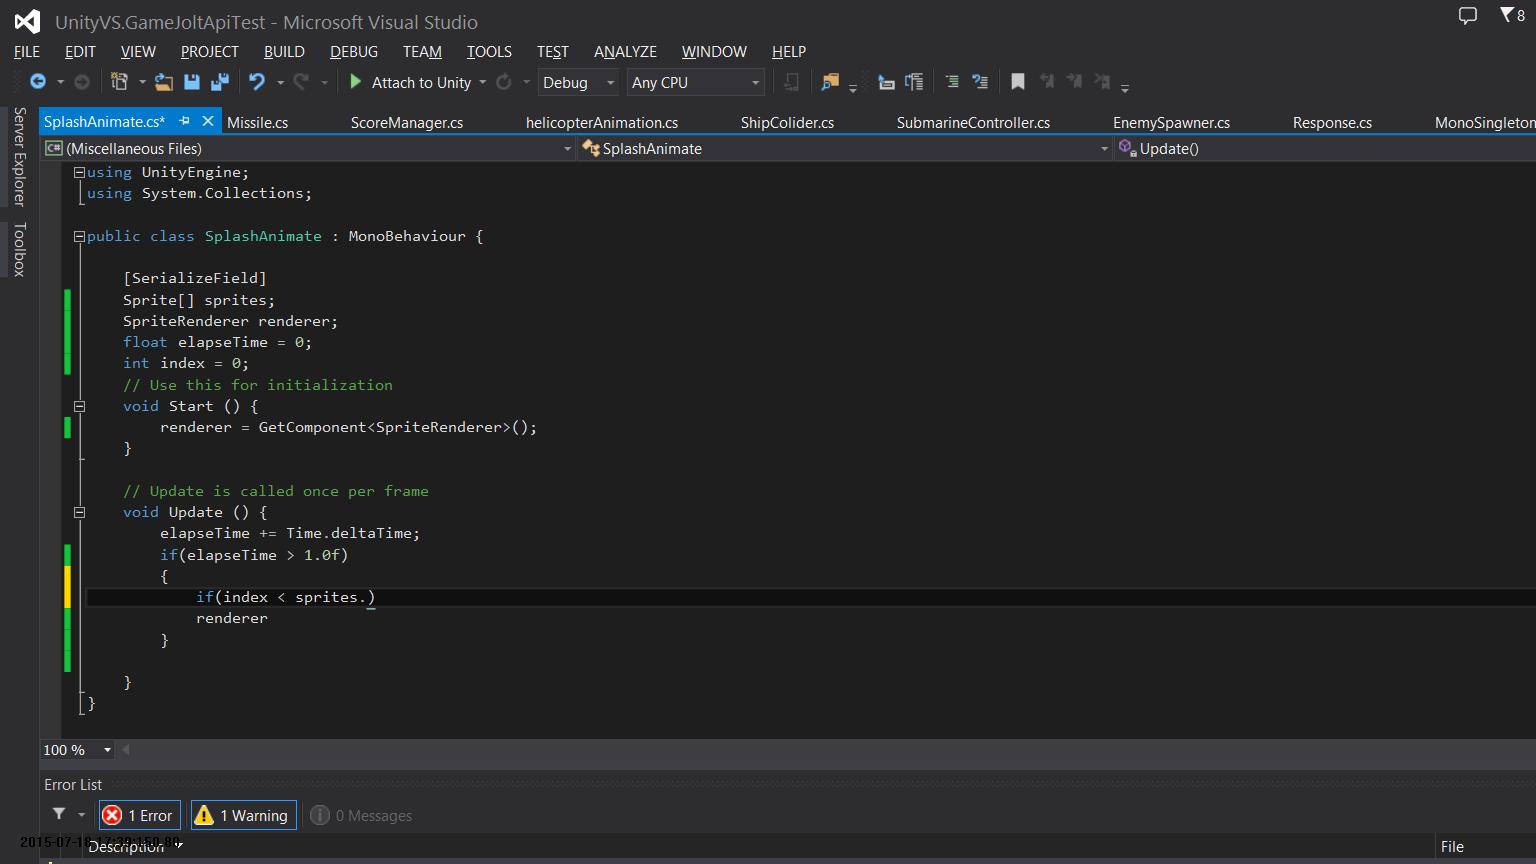 UnityVS.GameJoltApiTest - Microsoft Visual Studio
8
FILE EDIT VIEW PROJECT BUILD DEBUG TEAM TOOLS TEST ANALYZE WINDOW HELP
Attach to Unity Debug Any CPU
Server Explorer
Toolbox
SplashAnimate.cs* Missile.cs ScoreManager.cs helicopterAnimation.cs ShipColider.cs SubmarineController.cs EnemySpawner.cs Response.cs MonoSingleton
C# (Miscellaneous Files) SplashAnimate Update()
using UnityEngine;
using System.Collections;
public class SplashAnimate : MonoBehaviour {
[SerializeField]
Sprite[] sprites;
SpriteRenderer renderer;
float elapseTime = 0;
int index = 0;
// Use this for initialization
void Start () {
renderer = GetComponent<SpriteRenderer>();
}
// Update is called once per frame
void Update () {
elapseTime += Time.deltaTime;
if(elapseTime > 1.0f)
{
if(index < sprites.)
renderer
}
}
}
100 %
Error List
1 Error 1 Warning 0 Messages
Description File